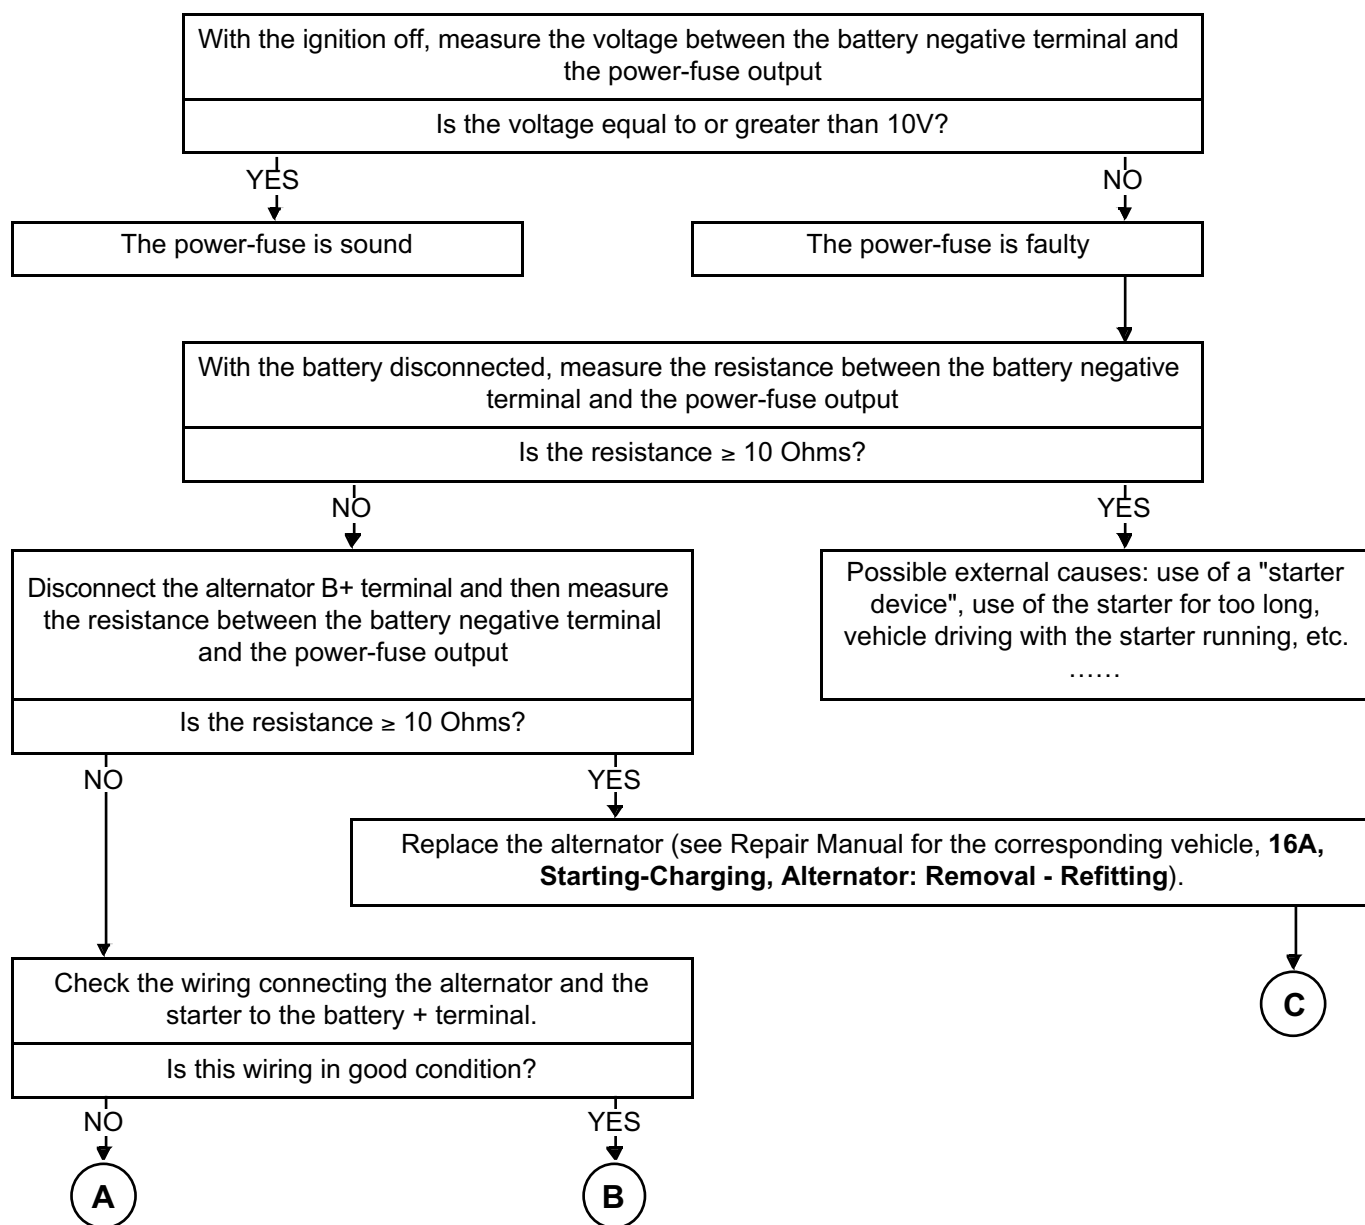 With the ignition off, measure the voltage between the battery negative terminal and
the power-fuse output
Is the voltage equal to or greater than 10V?
YES
NO
The power-fuse is sound
The power-fuse is faulty
With the battery disconnected, measure the resistance between the battery negative
terminal and the power-fuse output
Is the resistance ≥ 10 Ohms?
NO
YES
Disconnect the alternator B+ terminal and then measure
the resistance between the battery negative terminal
and the power-fuse output
Is the resistance ≥ 10 Ohms?
Possible external causes: use of a "starter
device", use of the starter for too long,
vehicle driving with the starter running, etc.
......
NO
YES
Replace the alternator (see Repair Manual for the corresponding vehicle, 16A,
Starting-Charging, Alternator: Removal - Refitting).
Check the wiring connecting the alternator and the
starter to the battery + terminal.
Is this wiring in good condition?
C
NO
YES
A
B